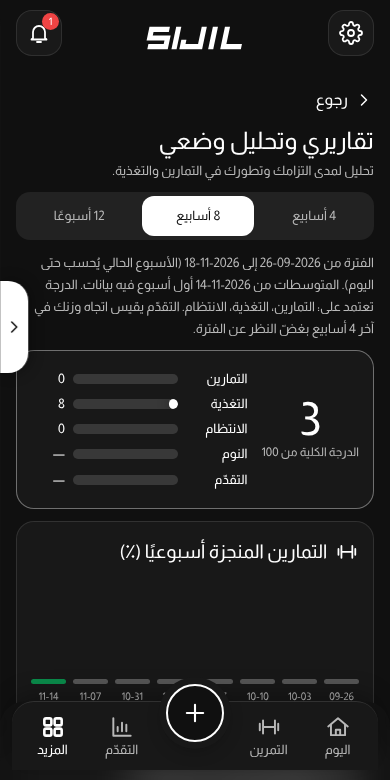 1
SIJIL
رجوع
تقاريري وتحليل وضعي
تحليل لمدى التزامك وتطورك في التمارين والتغذية.
4 أسابيع
8 أسابيع
12 أسبوعًا
الفترة من 2026-09-26 إلى 2026-11-18 (الأسبوع الحالي يُحسب حتى
اليوم). المتوسطات من 2026-11-14 أول أسبوع فيه بيانات. الدرجة
تعتمد على: التمارين، التغذية، الانتظام. التقدّم يقيس اتجاه وزنك في
آخر 4 أسابيع بغضّ النظر عن الفترة.
3
الدرجة الكلية من 100
التمارين 0
التغذية 8
الانتظام 0
النوم —
التقدّم —
التمارين المنجزة أسبوعيًا (٪)
09-26
10-03
10-10
10-31
11-07
11-14
اليوم
التمرين
+
التقدّم
المزيد